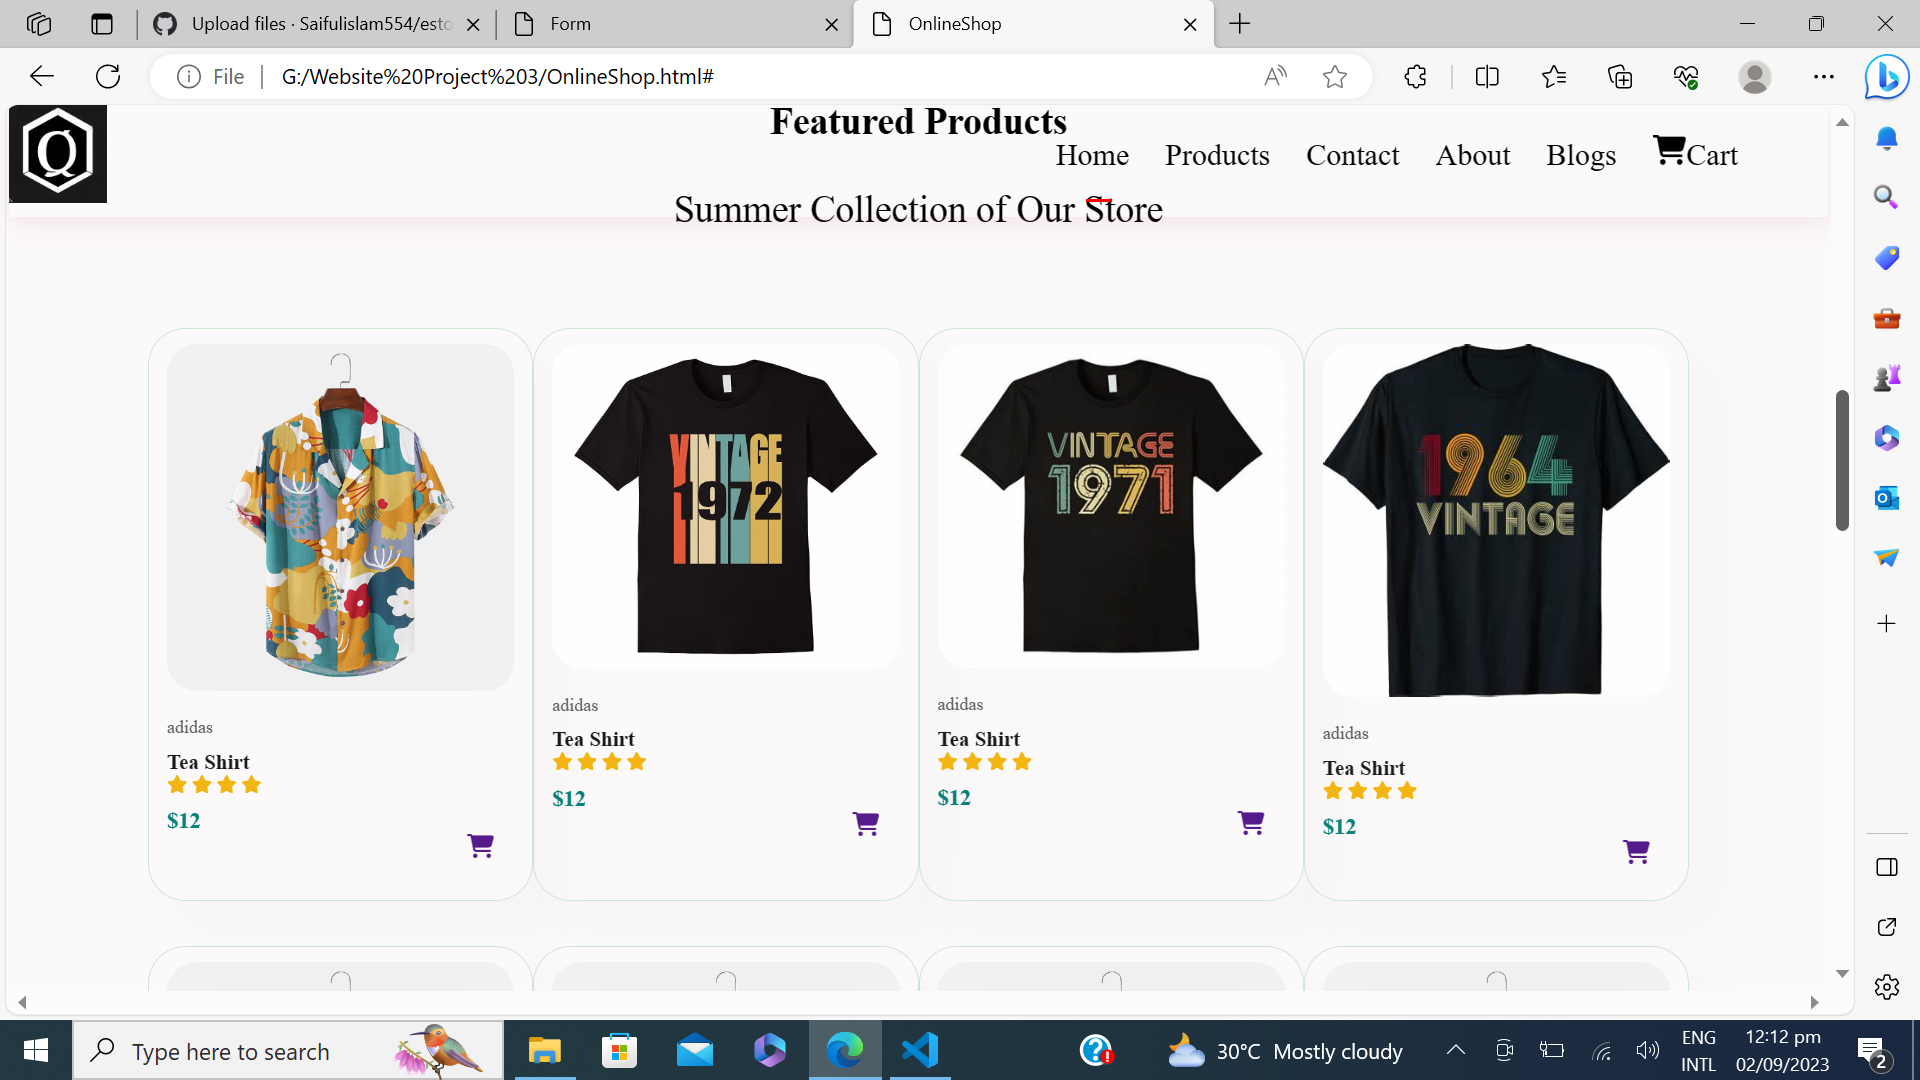 Upload files · Saifulislam554/esto
Form
OnlineShop
File
G:/Website%20Project%203/OnlineShop.html#
Q
Featured Products
Home Products Contact About Blogs Cart
Summer Collection of Our Store
VINTAGE
1972
VINTAGE
1971
1964
VINTAGE
adidas
Tea Shirt
$12
adidas
Tea Shirt
$12
adidas
Tea Shirt
$12
adidas
Tea Shirt
$12
Type here to search
30°C Mostly cloudy
ENG
INTL
12:12 pm
02/09/2023
2